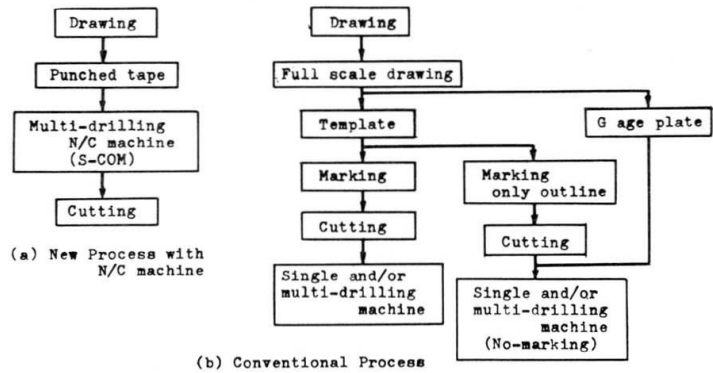 Drawing
Punched tape
Multi-drilling
N/C machine
(S-COM)
Cutting
(a) New Process with
N/C machine
Drawing
Full scale drawing
Template
G age plate
Marking
Marking
only outline
Cutting
Cutting
Single and/or
multi-drilling
machine
Single and/or
multi-drilling
machine
(No-marking)
(b) Conventional Process